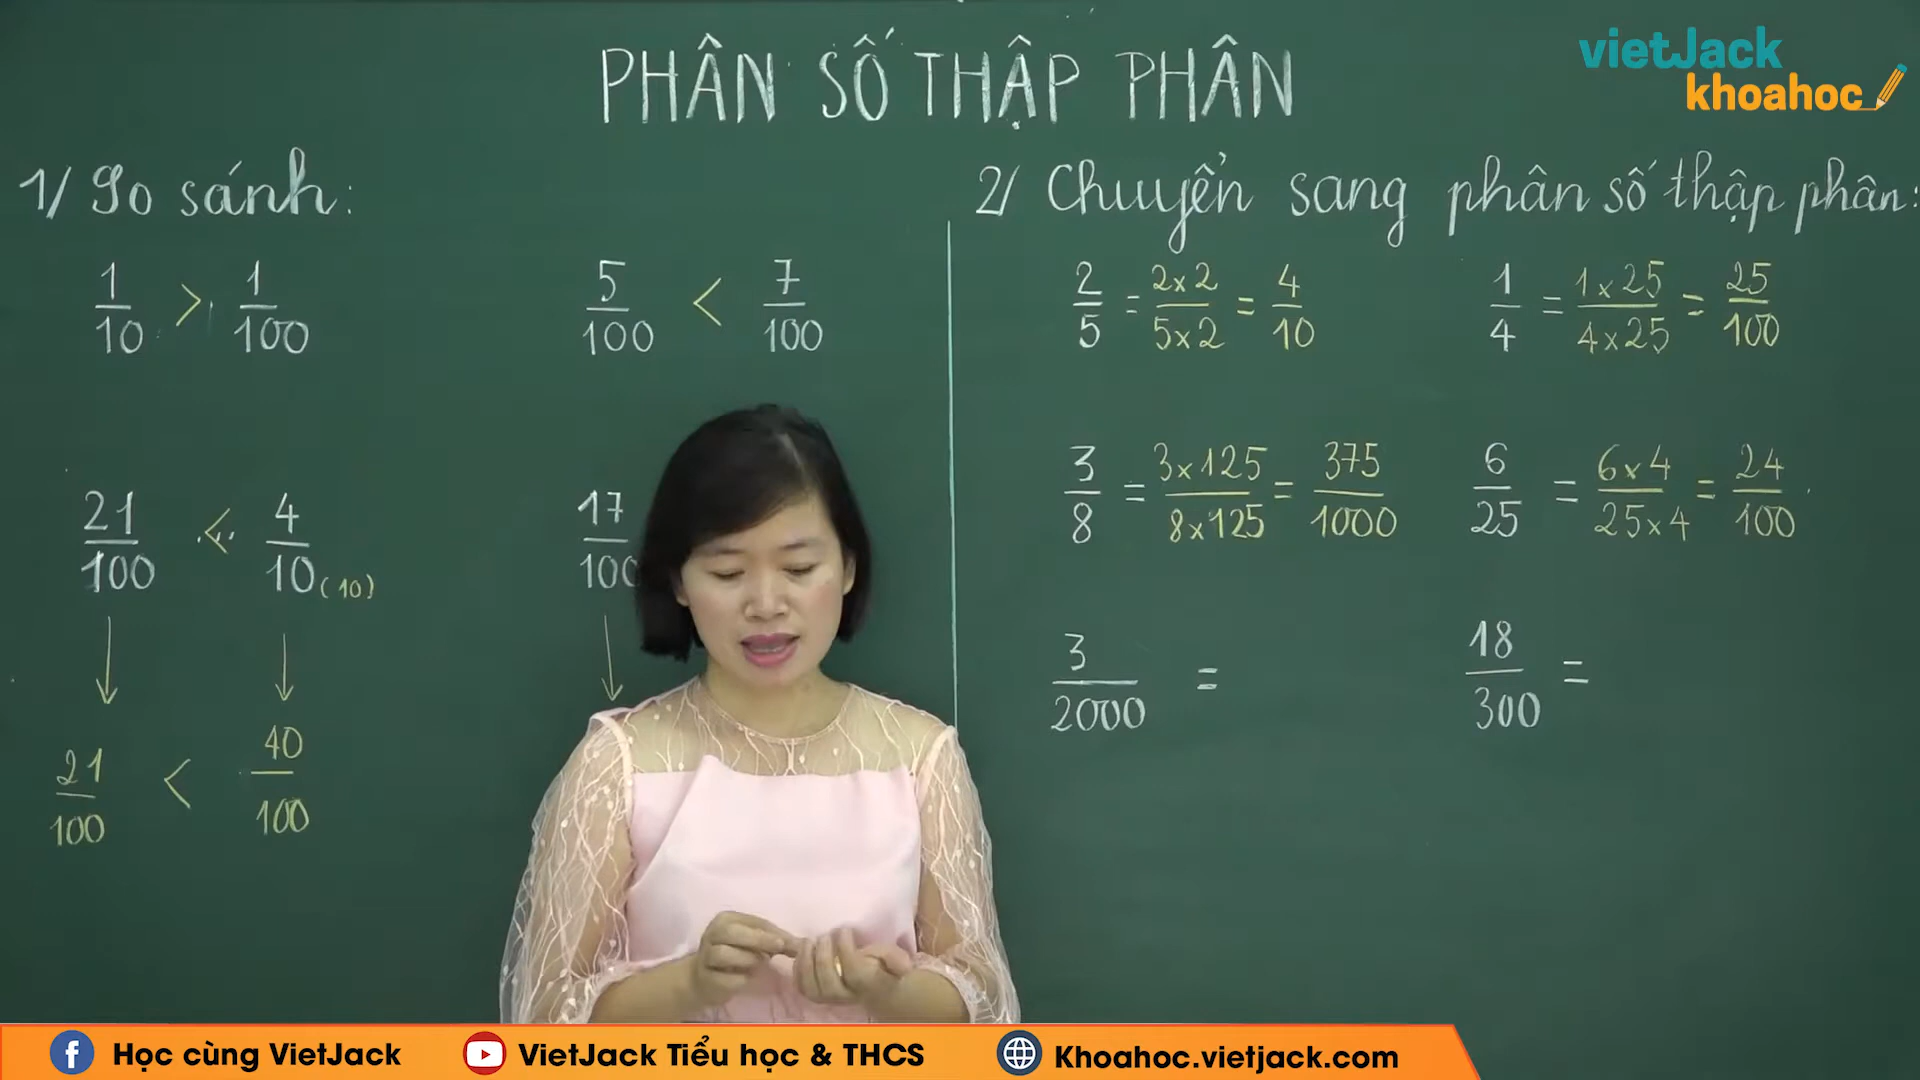 vietJack
khoahoc
PHÂN SỐ THẬP PHÂN
1/ So sánh:
1/10 > 1/100
5/100 < 7/100
21/100 < 4/10 (10)
17/100
21/100 < 40/100
2/ Chuyển sang phân số thập phân:
2/5 = 2x2/5x2 = 4/10
1/4 = 1x25/4x25 = 25/100
3/8 = 3x125/8x125 = 375/1000
6/25 = 6x4/25x4 = 24/100
3/2000 =
18/300 =
Học cùng VietJack
VietJack Tiểu học & THCS
Khoahoc.vietjack.com